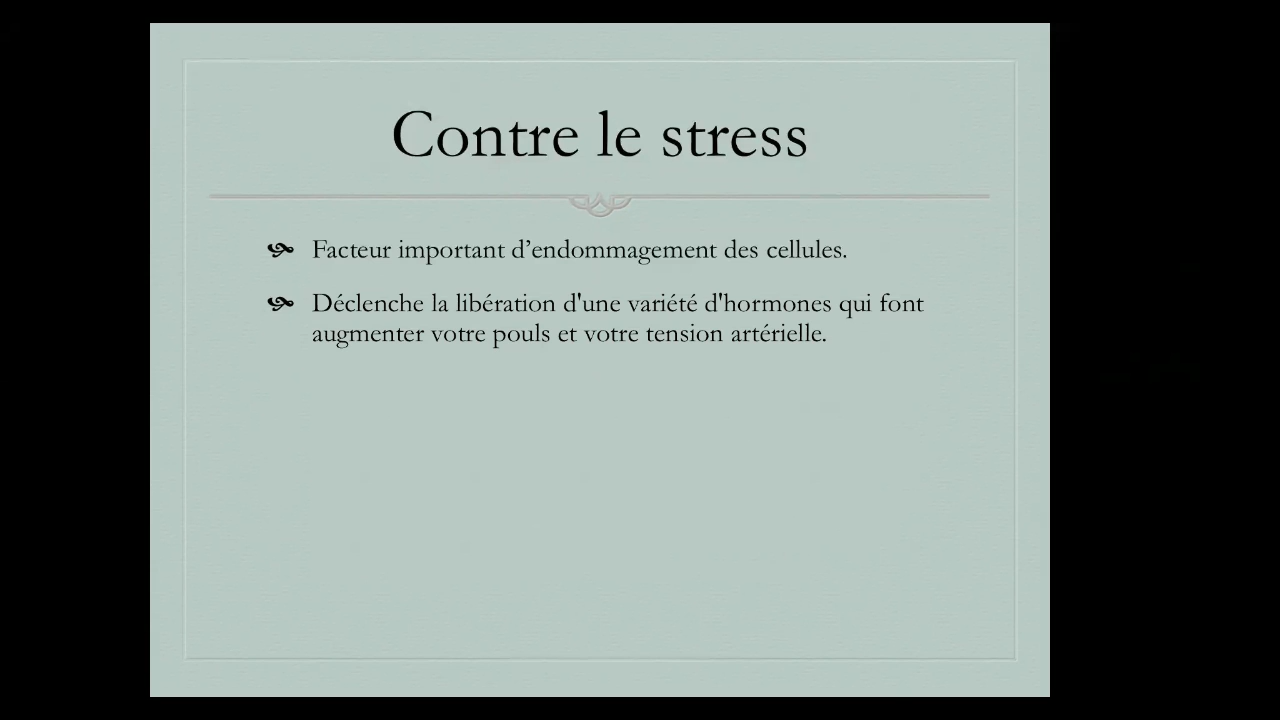 Contre le stress
Facteur important d’endommagement des cellules.
Déclenche la libération d'une variété d'hormones qui font
augmenter votre pouls et votre tension artérielle.